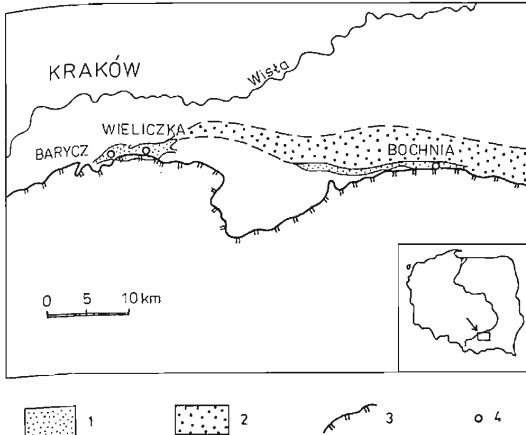 Wisła
KRAKÓW
WIELICZKA
BARYCZ
BOCHNIA
0 5 10 km
1 2 3 4